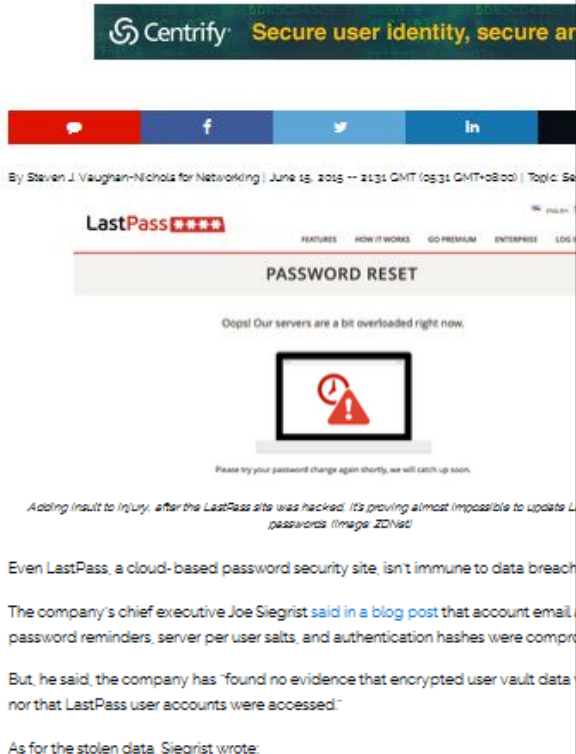 Centrify Secure user identity, secure
By Steven J. Vaughan-Nichols for Networking | June 15, 2015 -- 21:31 GMT (05:31 GMT+08:00) | Topic:
LastPass ****
FEATURES HOW IT WORKS GO PREMIUM ENTERPRISE LOG
PASSWORD RESET
Oops! Our servers are a bit overloaded right now.
Please try your password change again shortly, we will catch up soon.
Adding insult to injury, after the LastPass site was hacked, it's proving almost impossible to update
passwords (Image: ZDNet)
Even LastPass, a cloud-based password security site, isn't immune to data breach
The company's chief executive Joe Siegrist said in a blog post that account email
password reminders, server per user salts, and authentication hashes were
But, he said, the company has "found no evidence that encrypted user vault data
nor that LastPass user accounts were accessed."
As for the stolen data, Siegrist wrote: